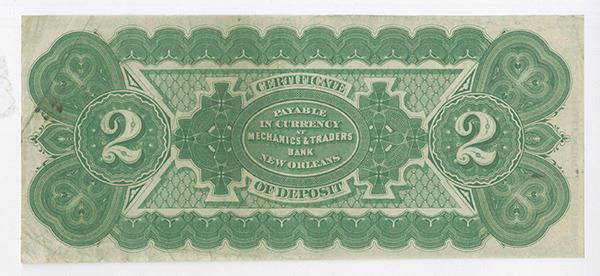 CERTIFICATE
2
PAYABLE
IN CURRENCY
AT
MECHANICS & TRADERS
BANK
NEW ORLEANS
2
OF DEPOSIT